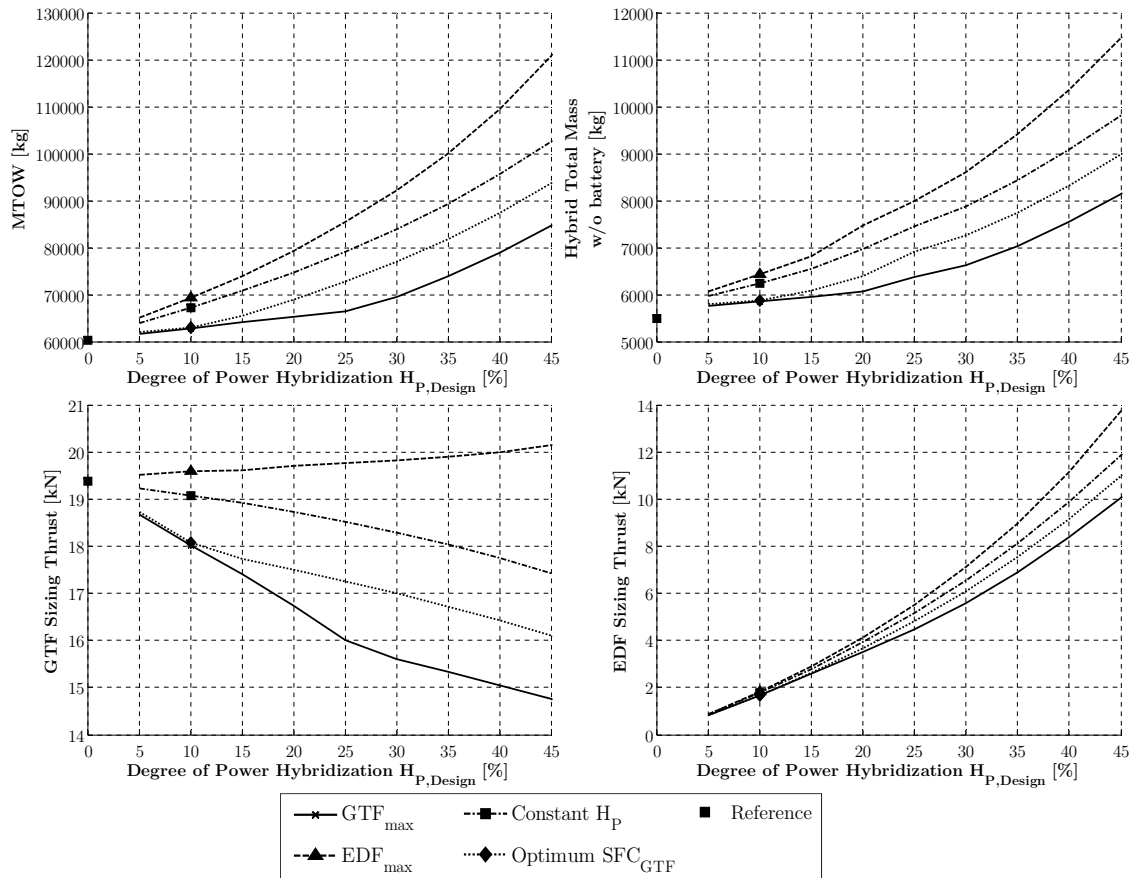 130000
120000
110000
100000
90000
80000
70000
60000
MTOW [kg]
0 5 10 15 20 25 30 35 40 45
Degree of Power Hybridization H_P,Design [%]
12000
11000
10000
9000
8000
7000
6000
5000
Hybrid Total Mass
w/o battery [kg]
0 5 10 15 20 25 30 35 40 45
Degree of Power Hybridization H_P,Design [%]
21
20
19
18
17
16
15
14
GTF Sizing Thrust [kN]
0 5 10 15 20 25 30 35 40 45
Degree of Power Hybridization H_P,Design [%]
14
12
10
8
6
4
2
0
EDF Sizing Thrust [kN]
0 5 10 15 20 25 30 35 40 45
Degree of Power Hybridization H_P,Design [%]
GTF_max Constant H_P Reference
EDF_max Optimum SFC_GTF